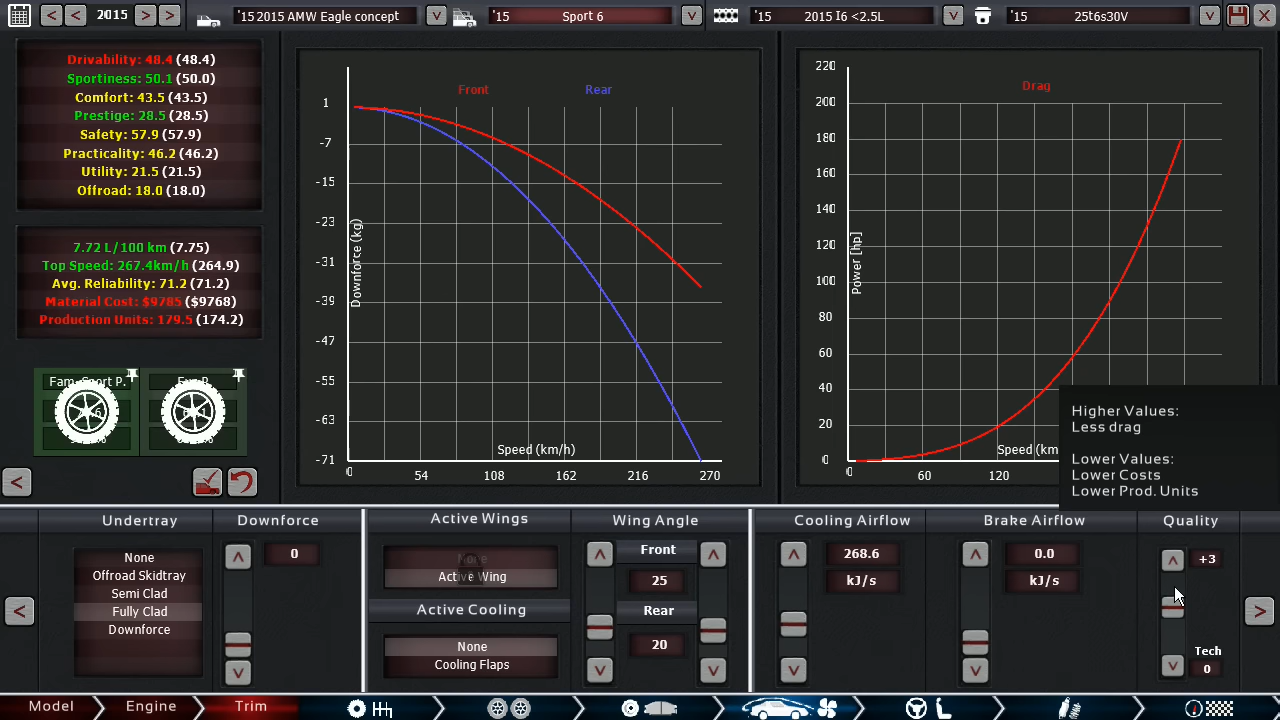 2015
'15 2015 AMW Eagle concept
'15 Sport 6
'15 2015 I6 <2.5L
'15 25t6s30V
Drivability: 48.4 (48.4)
Sportiness: 50.1 (50.0)
Comfort: 43.5 (43.5)
Prestige: 28.5 (28.5)
Safety: 57.9 (57.9)
Practicality: 46.2 (46.2)
Utility: 21.5 (21.5)
Offroad: 18.0 (18.0)
7.72 L/100 km (7.75)
Top Speed: 267.4km/h (264.9)
Avg. Reliability: 71.2 (71.2)
Material Cost: $9785 ($9768)
Production Units: 179.5 (174.2)
Fam. Sport P.
Front
Rear
1
-7
-15
-23
-31
-39
-47
-55
-63
-71
Downforce (kg)
Speed (km/h)
0
54
108
162
216
270
Drag
220
200
180
160
140
120
100
80
60
40
20
0
Power [hp]
Speed (km
0
60
120
Higher Values:
Less drag
Lower Values:
Lower Costs
Lower Prod. Units
Undertray
None
Offroad Skidtray
Semi Clad
Fully Clad
Downforce
Downforce
0
Active Wings
None
Active Wing
Active Cooling
None
Cooling Flaps
Wing Angle
Front
25
Rear
20
Cooling Airflow
268.6
kJ/s
Brake Airflow
0.0
kJ/s
Quality
+3
Tech
0
Model
Engine
Trim